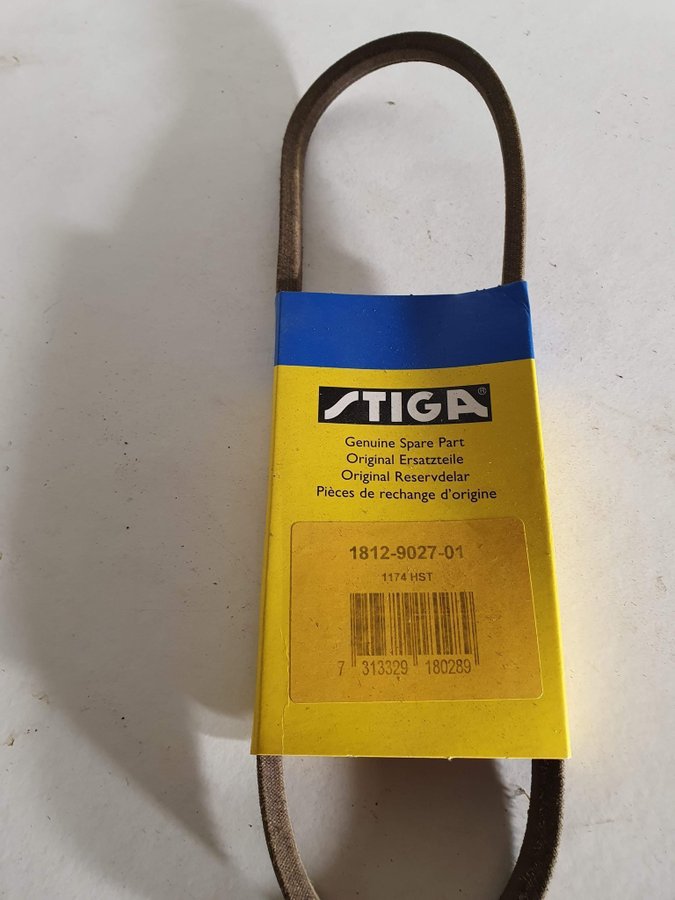 STIGA®
Genuine Spare Part
Original Ersatzteile
Original Reservdelar
Pièces de rechange d'origine
1812-9027-01
1174 HST
7 313329 180289